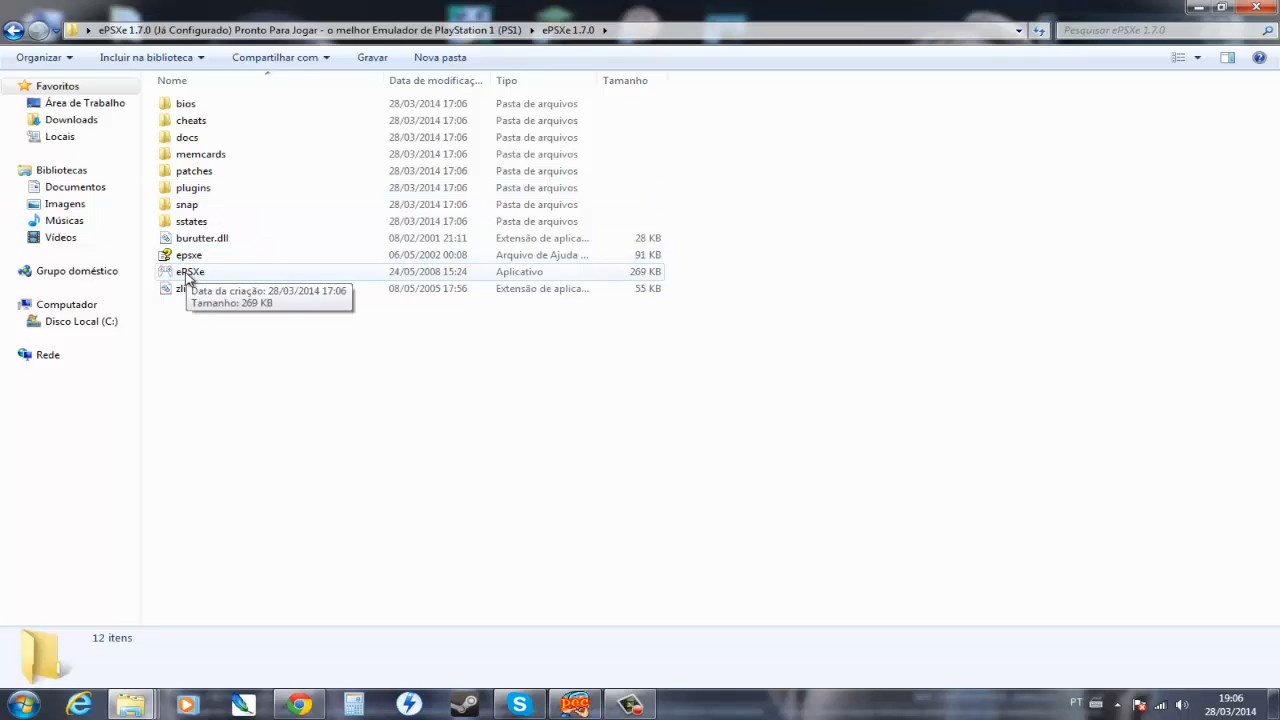 ePSXe 1.7.0 (Já Configurado) Pronto Para Jogar - o melhor Emulador de PlayStation 1 (PS1) ePSXe 1.7.0
Pesquisar ePSXe 1.7.0
Organizar Incluir na biblioteca Compartilhar com Gravar Nova pasta
Favoritos
Área de Trabalho
Downloads
Locais
Bibliotecas
Documentos
Imagens
Músicas
Vídeos
Grupo doméstico
Computador
Disco Local (C:)
Rede
Nome Data de modificaç... Tipo Tamanho
bios 28/03/2014 17:06 Pasta de arquivos
cheats 28/03/2014 17:06 Pasta de arquivos
docs 28/03/2014 17:06 Pasta de arquivos
memcards 28/03/2014 17:06 Pasta de arquivos
patches 28/03/2014 17:06 Pasta de arquivos
plugins 28/03/2014 17:06 Pasta de arquivos
snap 28/03/2014 17:06 Pasta de arquivos
sstates 28/03/2014 17:06 Pasta de arquivos
burutter.dll 08/02/2001 21:11 Extensão de aplica... 28 KB
epsxe 06/05/2002 00:08 Arquivo de Ajuda ... 91 KB
ePSXe 24/05/2008 15:24 Aplicativo 269 KB
08/05/2005 17:56 Extensão de aplica... 55 KB
Data da criação: 28/03/2014 17:06
Tamanho: 269 KB
12 itens
PT
19:06
28/03/2014